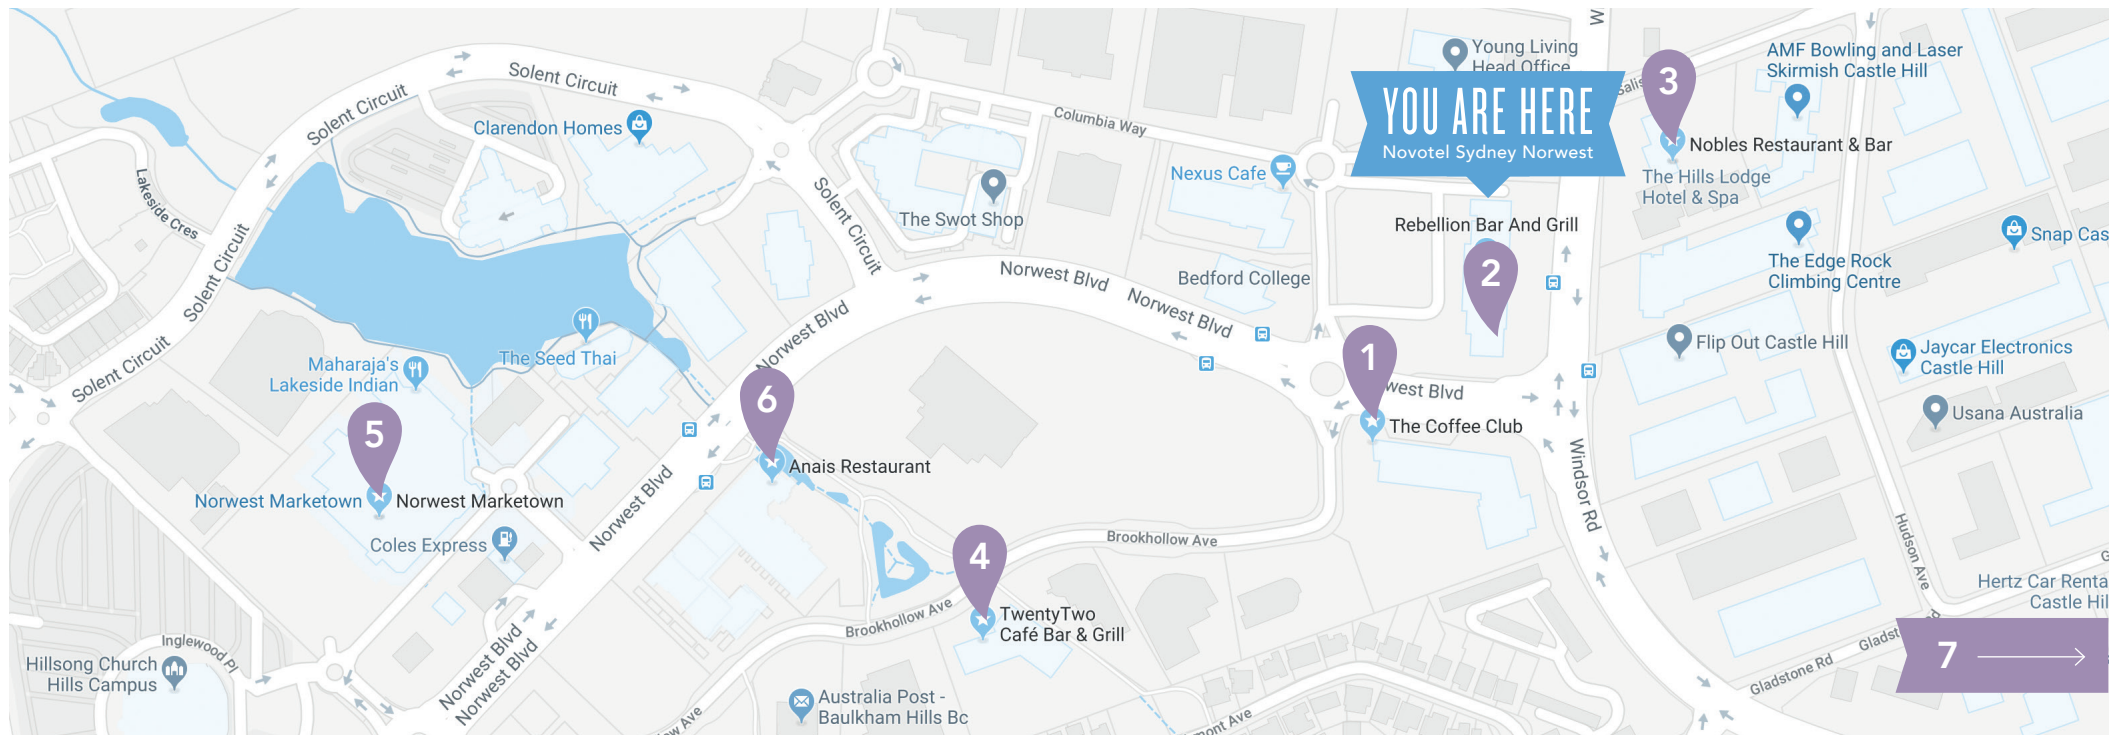 Solent Circuit
Solent Circuit
Lakeside Cres
Solent Circuit
Solent Circuit
Clarendon Homes
Solent Circuit
The Swot Shop
Columbia Way
Nexus Cafe
Young Living
Head Office
YOU ARE HERE
Novotel Sydney Norwest
W
Salis
3
Nobles Restaurant & Bar
The Hills Lodge
Hotel & Spa
AMF Bowling and Laser
Skirmish Castle Hill
Rebellion Bar And Grill
2
The Edge Rock
Climbing Centre
Snap Cas
Bedford College
Norwest Blvd
Norwest Blvd
Norwest Blvd
Flip Out Castle Hill
Jaycar Electronics
Castle Hill
Usana Australia
1
west Blvd
The Coffee Club
Windsor Rd
The Seed Thai
Maharaja's
Lakeside Indian
5
Norwest Marketown
Norwest Marketown
6
Anais Restaurant
Norwest Blvd
Coles Express
Brookhollow Ave
4
TwentyTwo
Café Bar & Grill
Brookhollow Ave
Hudson Ave
G
Hertz Car Renta
Castle Hil
Inglewood Pl
Hillsong Church
Hills Campus
Norwest Blvd
Norwest Blvd
Australia Post -
Baulkham Hills Bc
ow Ave
mont Ave
Gladstone Rd
Gladst
d
7